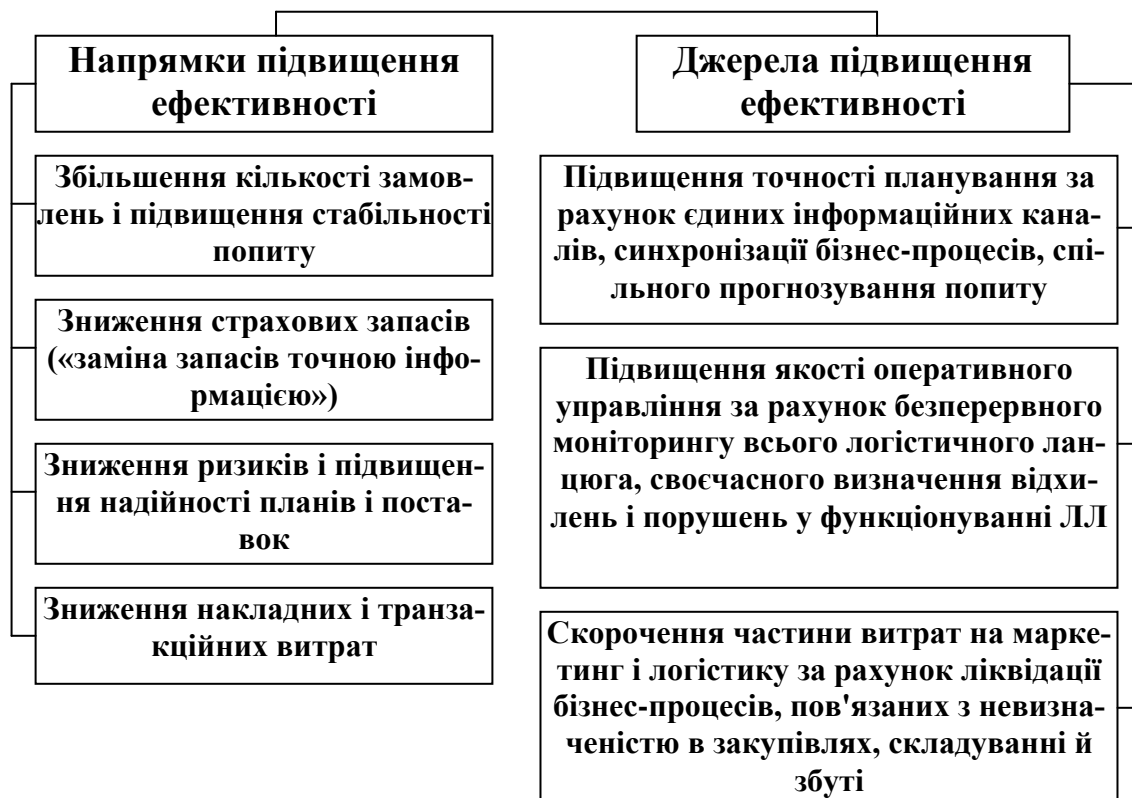 Напрямки підвищення
ефективності
Збільшення кількості замов-
лень і підвищення стабільності
попиту
Зниження страхових запасів
(«заміна запасів точною інфо-
рмацією»)
Зниження ризиків і підвищен-
ня надійності планів і поста-
вок
Зниження накладних і транза-
кційних витрат
Джерела підвищення
ефективності
Підвищення точності планування за
рахунок єдиних інформаційних кана-
лів, синхронізації бізнес-процесів, спі-
льного прогнозування попиту
Підвищення якості оперативного
управління за рахунок безперервного
моніторингу всього логістичного лан-
цюга, своєчасного визначення відхи-
лень і порушень у функціонуванні ЛЛ
Скорочення частини витрат на марке-
тинг і логістику за рахунок ліквідації
бізнес-процесів, пов'язаних з невизна-
ченістю в закупівлях, складуванні й
збуті